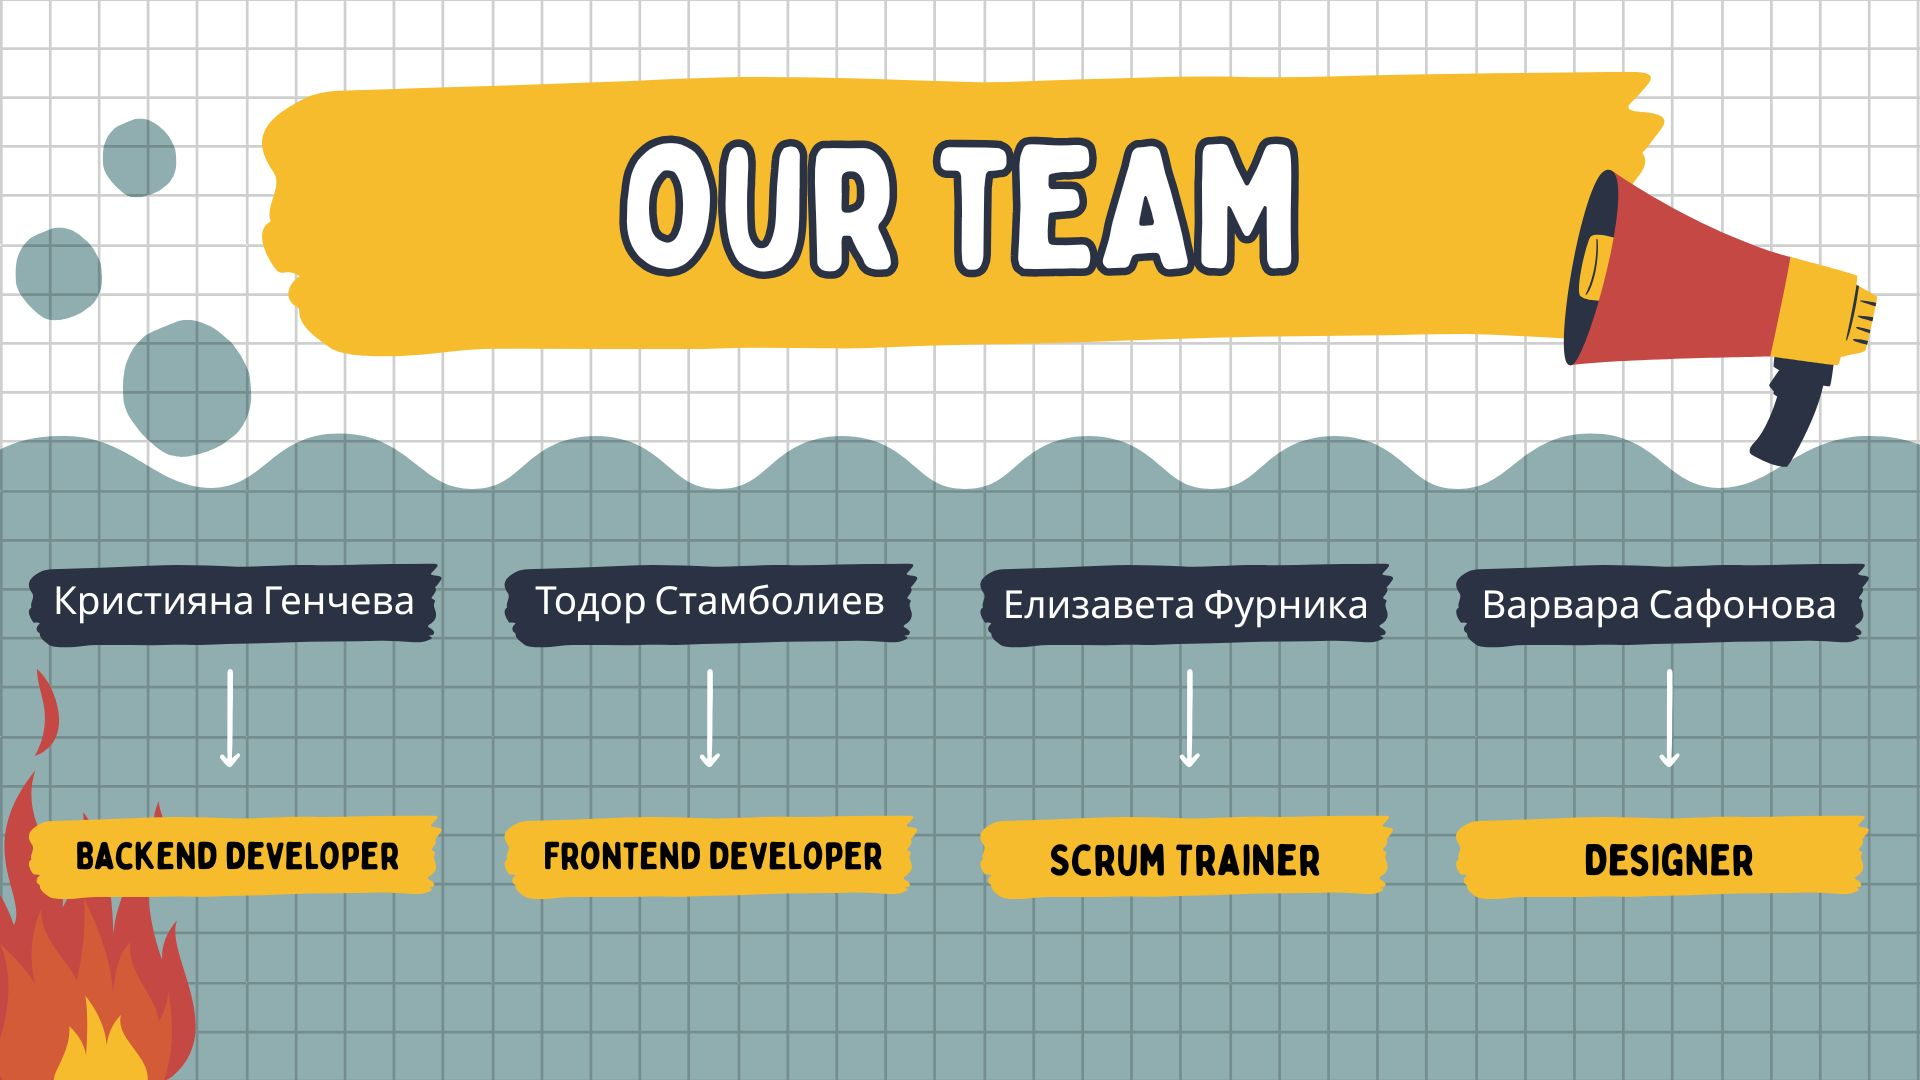 OUR TEAM
Кристияна Генчева
Тодор Стамболиев
Елизавета Фурника
Варвара Сафонова
BACKEND DEVELOPER
FRONTEND DEVELOPER
SCRUM TRAINER
DESIGNER